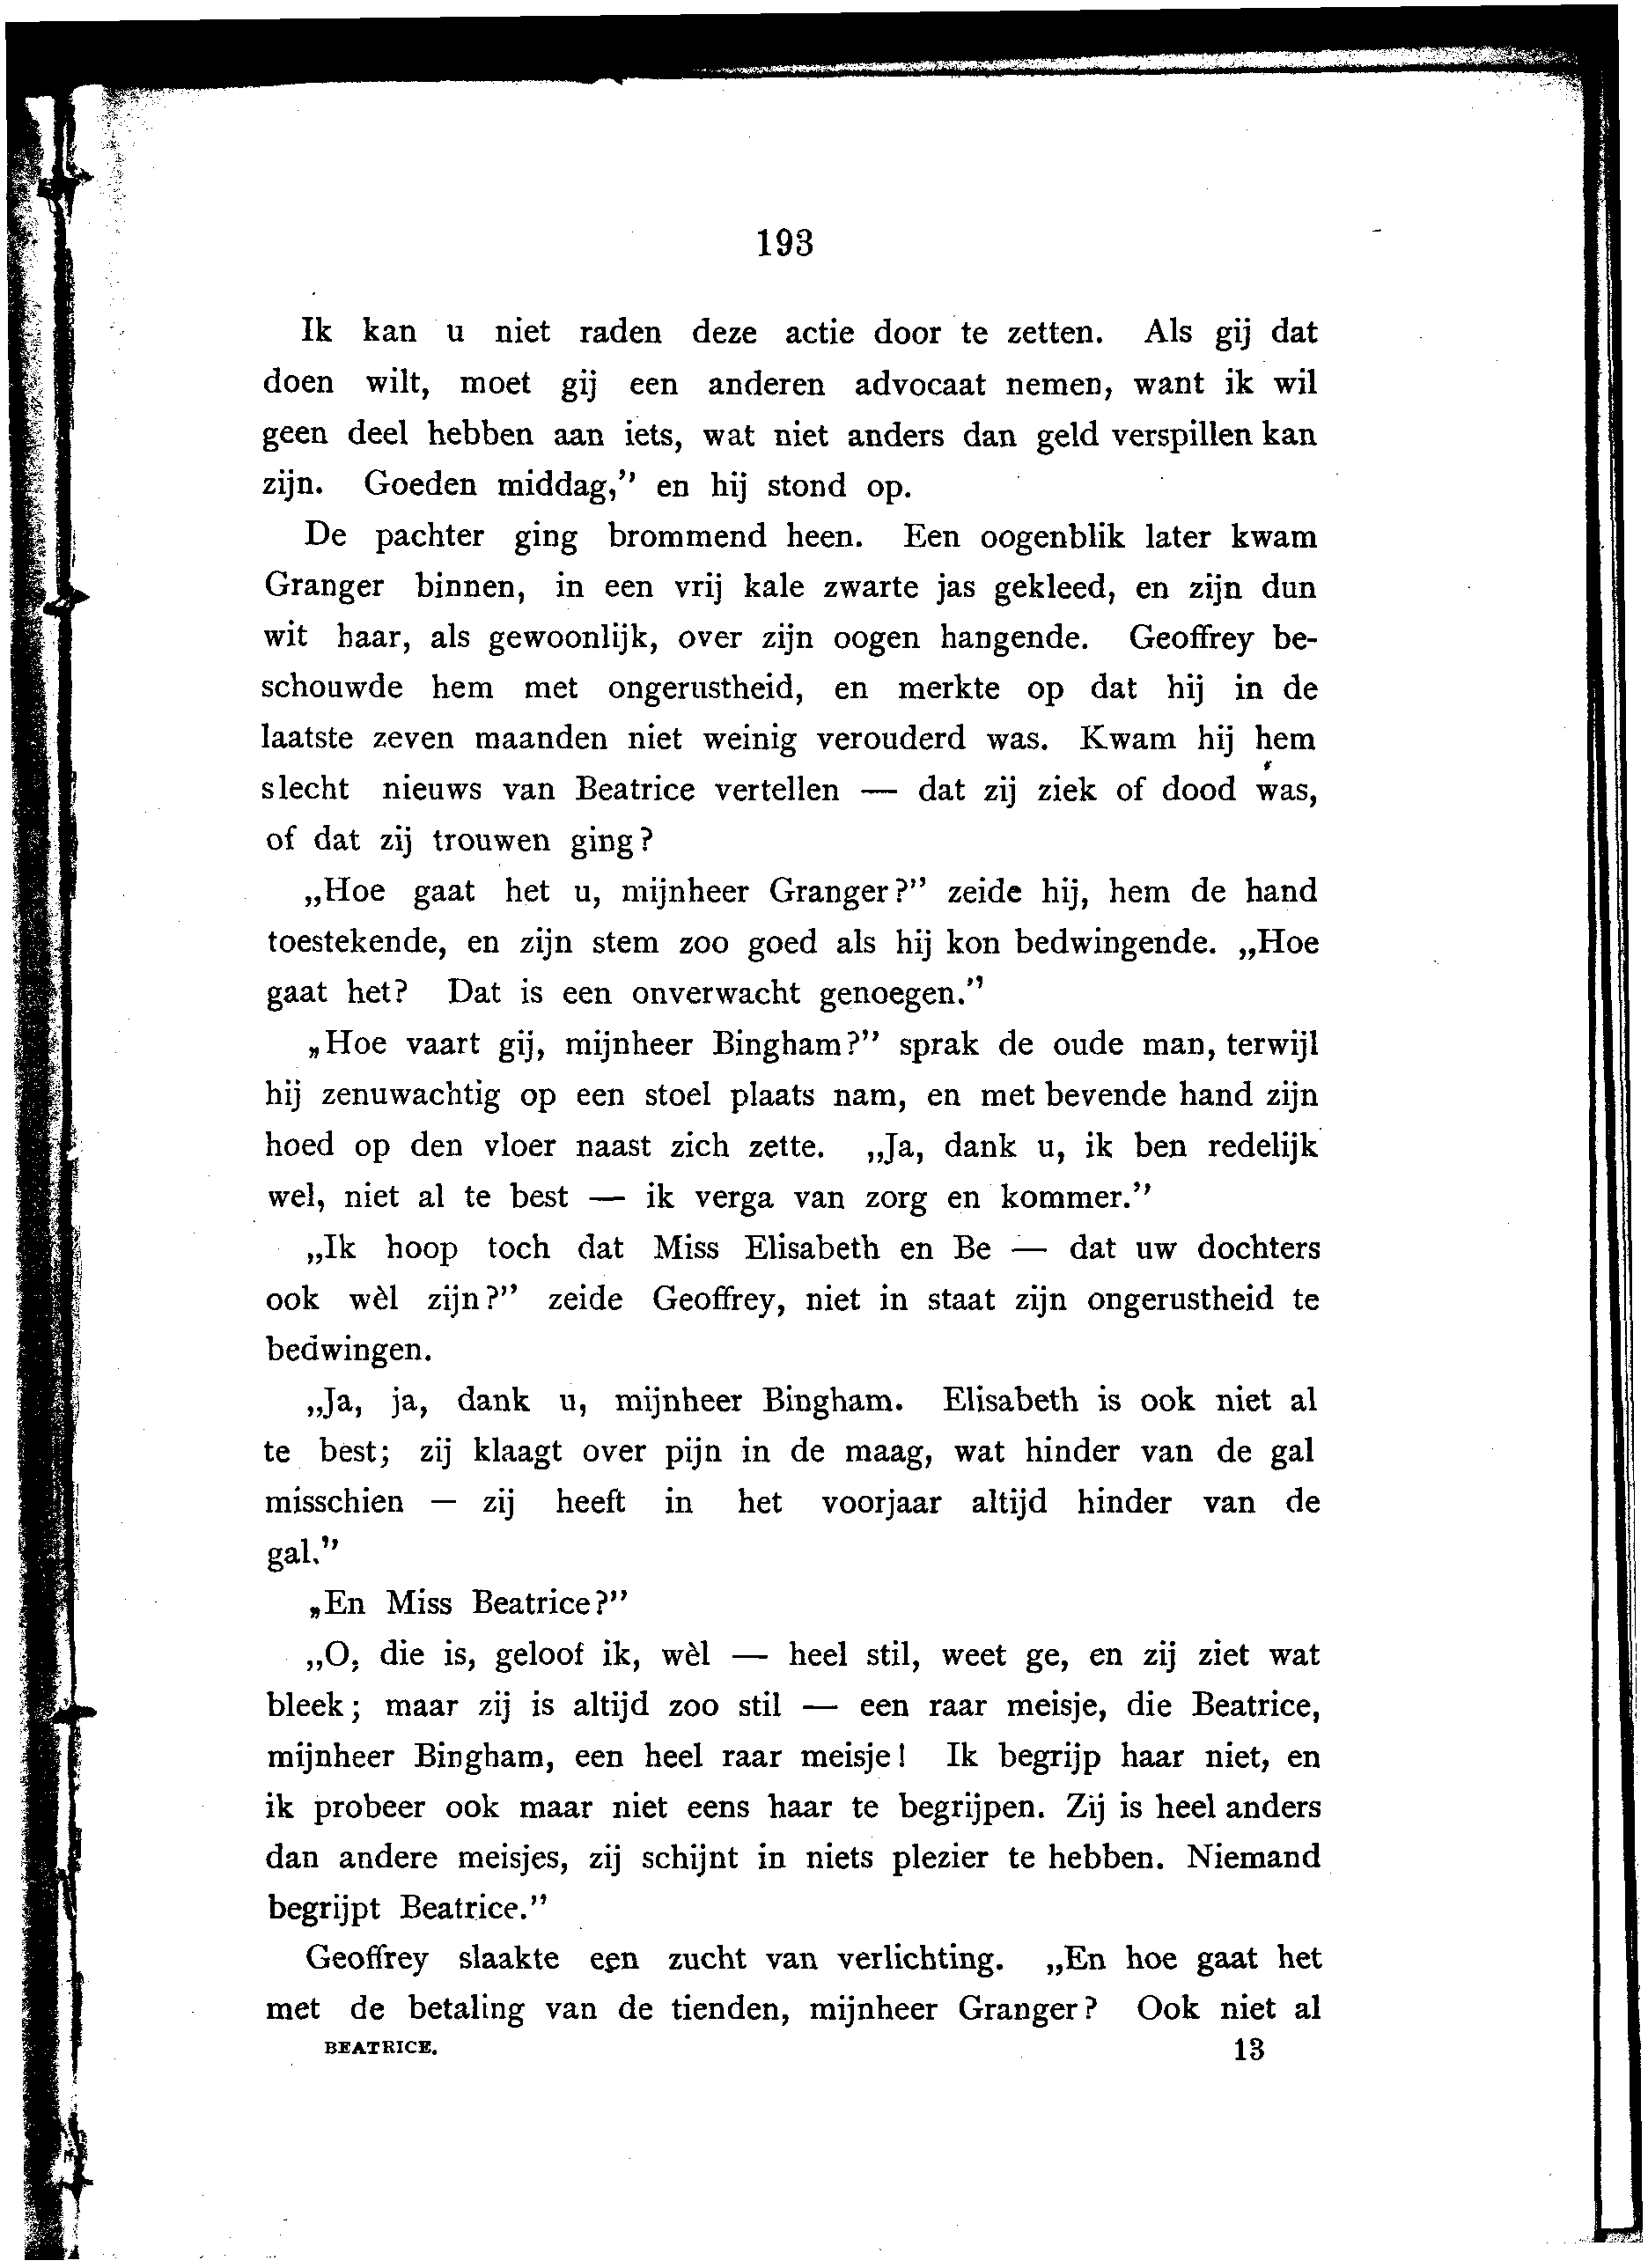 193
Ik kan u niet raden deze actie door te zetten. Als gij dat
doen wilt, moet gij een anderen advocaat nemen, want ik wil
geen deel hebben aan iets, wat niet anders dan geld verspillen kan
zijn. Goeden middag,” en hij stond op.
De pachter ging brommend heen. Een oogenblik later kwam
Granger binnen, in een vrij kale zwarte jas gekleed, en zijn dun
wit haar, als gewoonlijk, over zijn oogen hangende. Geoffrey be-
schouwde hem met ongerustheid, en merkte op dat hij in de
laatste zeven maanden niet weinig verouderd was. Kwam hij hem
slecht nieuws van Beatrice vertellen — dat zij ziek of dood was,
of dat zij trouwen ging?
„Hoe gaat het u, mijnheer Granger?” zeide hij, hem de hand
toestekende, en zijn stem zoo goed als hij kon bedwingende. „Hoe
gaat het? Dat is een onverwacht genoegen.”
„Hoe vaart gij, mijnheer Bingham?” sprak de oude man, terwijl
hij zenuwachtig op een stoel plaats nam, en met bevende hand zijn
hoed op den vloer naast zich zette. „Ja, dank u, ik ben redelijk
wel, niet al te best — ik verga van zorg en kommer.”
„Ik hoop toch dat Miss Elisabeth en Be — dat uw dochters
ook wèl zijn?” zeide Geoffrey, niet in staat zijn ongerustheid te
bedwingen.
„Ja, ja, dank u, mijnheer Bingham. Elisabeth is ook niet al
te best; zij klaagt over pijn in de maag, wat hinder van de gal
misschien — zij heeft in het voorjaar altijd hinder van de
gal.”
„En Miss Beatrice?”
„O, die is, geloof ik, wèl — heel stil, weet ge, en zij ziet wat
bleek; maar zij is altijd zoo stil — een raar meisje, die Beatrice,
mijnheer Bingham, een heel raar meisje! Ik begrijp haar niet, en
ik probeer ook maar niet eens haar te begrijpen. Zij is heel anders
dan andere meisjes, zij schijnt in niets plezier te hebben. Niemand
begrijpt Beatrice.”
Geoffrey slaakte een zucht van verlichting. „En hoe gaat het
met de betaling van de tienden, mijnheer Granger? Ook niet al
BEATRICE. 13